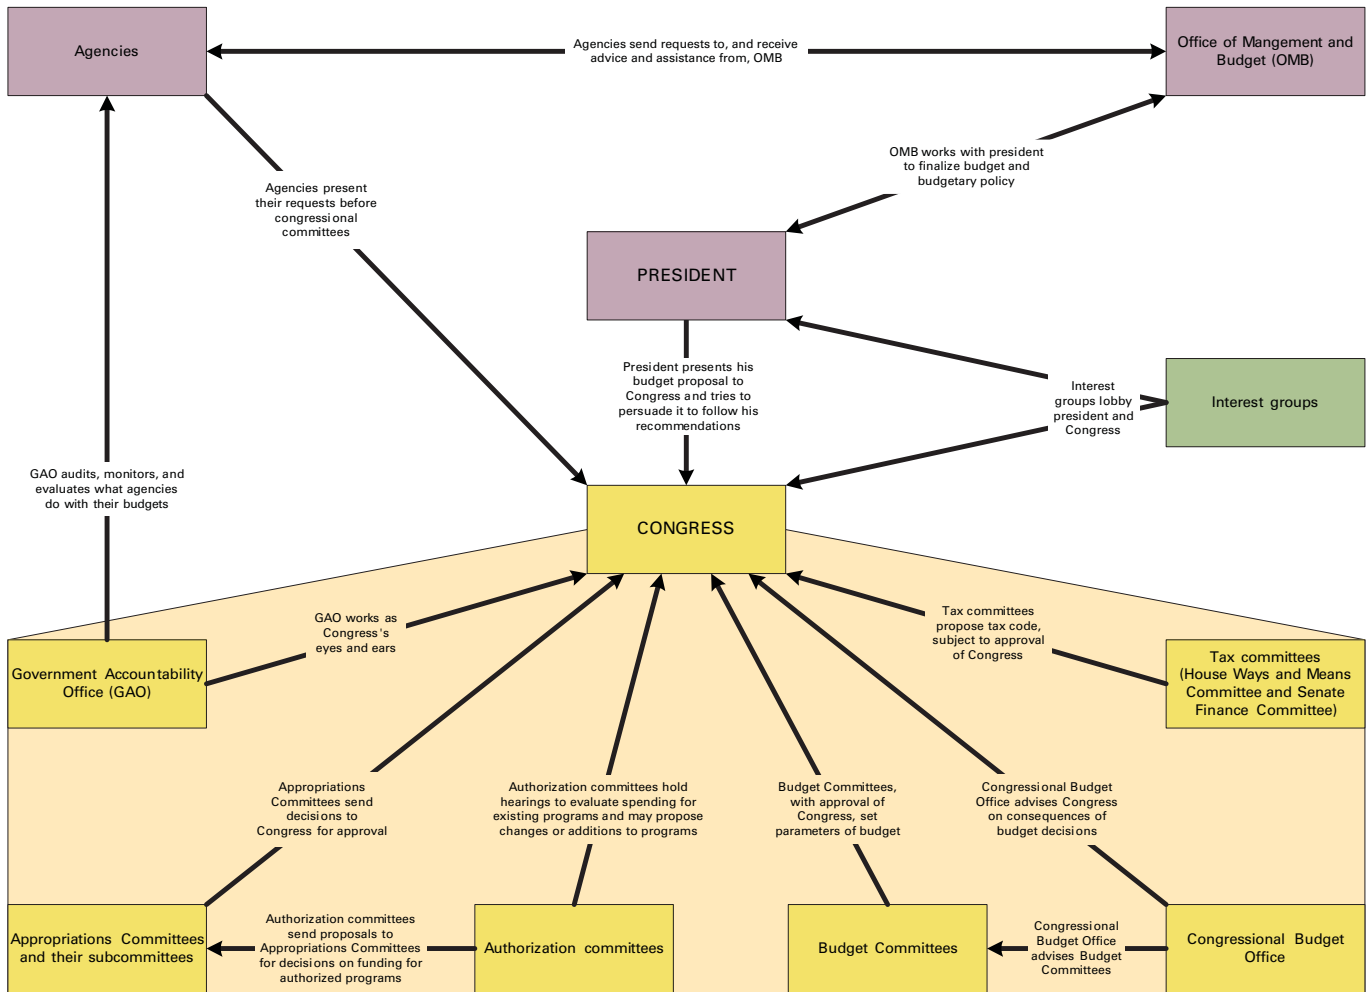 Agencies
Agencies send requests to, and receive
advice and assistance from, OMB
Office of Mangement and
Budget (OMB)
OMB works with president
to finalize budget and
budgetary policy
Agencies present
their requests before
congressional
committees
PRESIDENT
President presents his
budget proposal to
Congress and tries to
persuade it to follow his
recommendations
Interest
groups lobby
president and
Congress
Interest groups
GAO audits, monitors, and
evaluates what agencies
do with their budgets
CONGRESS
GAO works as
Congress's
eyes and ears
Tax committees
propose tax code,
subject to approval
of Congress
Government Accountability
Office (GAO)
Tax committees
(House Ways and Means
Committee and Senate
Finance Committee)
Appropriations
Committees send
decisions to
Congress for approval
Authorization committees hold
hearings to evaluate spending for
existing programs and may propose
changes or additions to programs
Budget Committees,
with approval of
Congress, set
parameters of budget
Congressional Budget
Office advises Congress
on consequences of
budget decisions
Appropriations Committees
and their subcommittees
Authorization committees
send proposals to
Appropriations Committees
for decisions on funding for
authorized programs
Authorization committees
Budget Committees
Congressional
Budget Office
advises Budget
Committees
Congressional Budget
Office